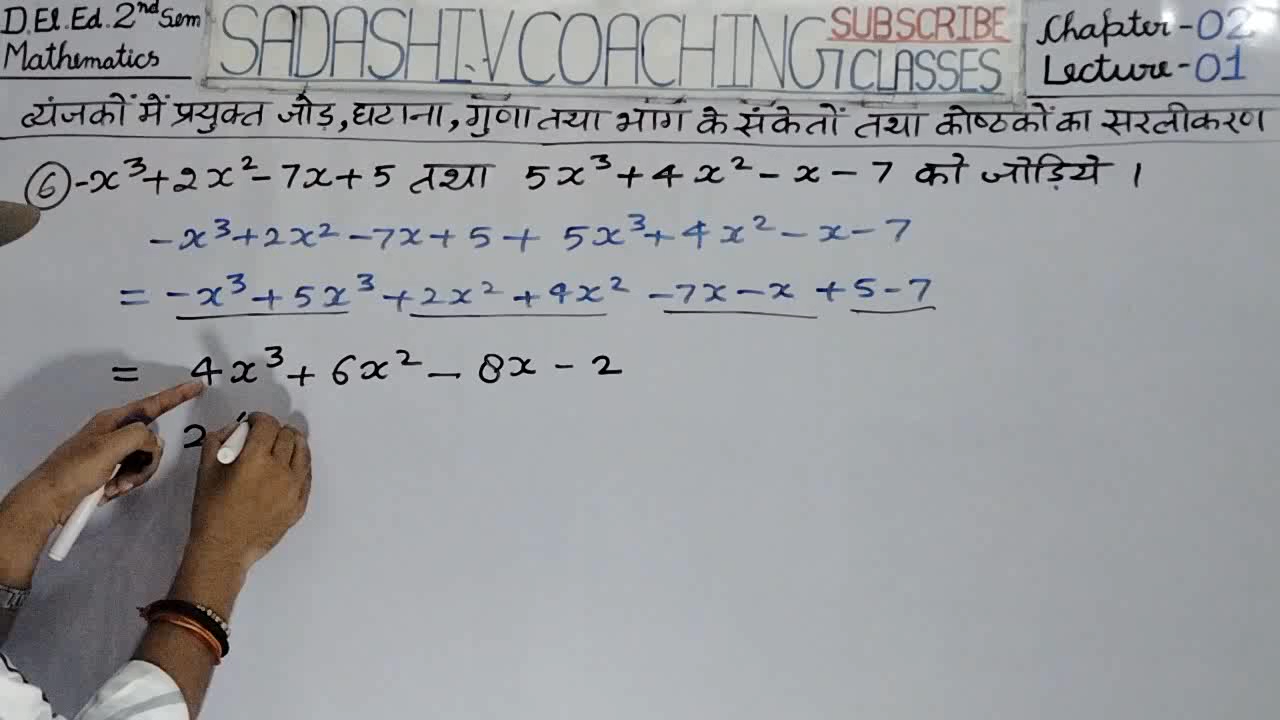 D.El.Ed. 2nd Sem
Mathematics
SADASHIV COACHING
SUBSCRIBE
CLASSES
Chapter-02
Lecture-01
व्यंजकों में प्रयुक्त जोड़, घटाना, गुणा तथा भाग के संकेतों तथा कोष्ठकों का सरलीकरण
⑥ -x³+2x²-7x+5 तथा 5x³+4x²-x-7 को जोड़िये ।
-x³+2x²-7x+5+5x³+4x²-x-7
= -x³+5x³+2x²+4x²-7x-x+5-7
= 4x³+6x²-8x-2
2